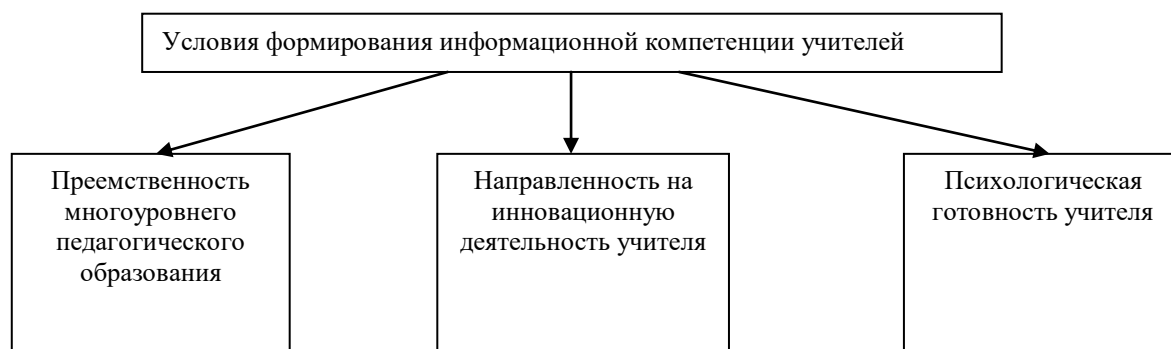 Условия формирования информационной компетенции учителей
Преемственность
многоуровнего
педагогического
образования
Направленность на
инновационную
деятельность учителя
Психологическая
готовность учителя